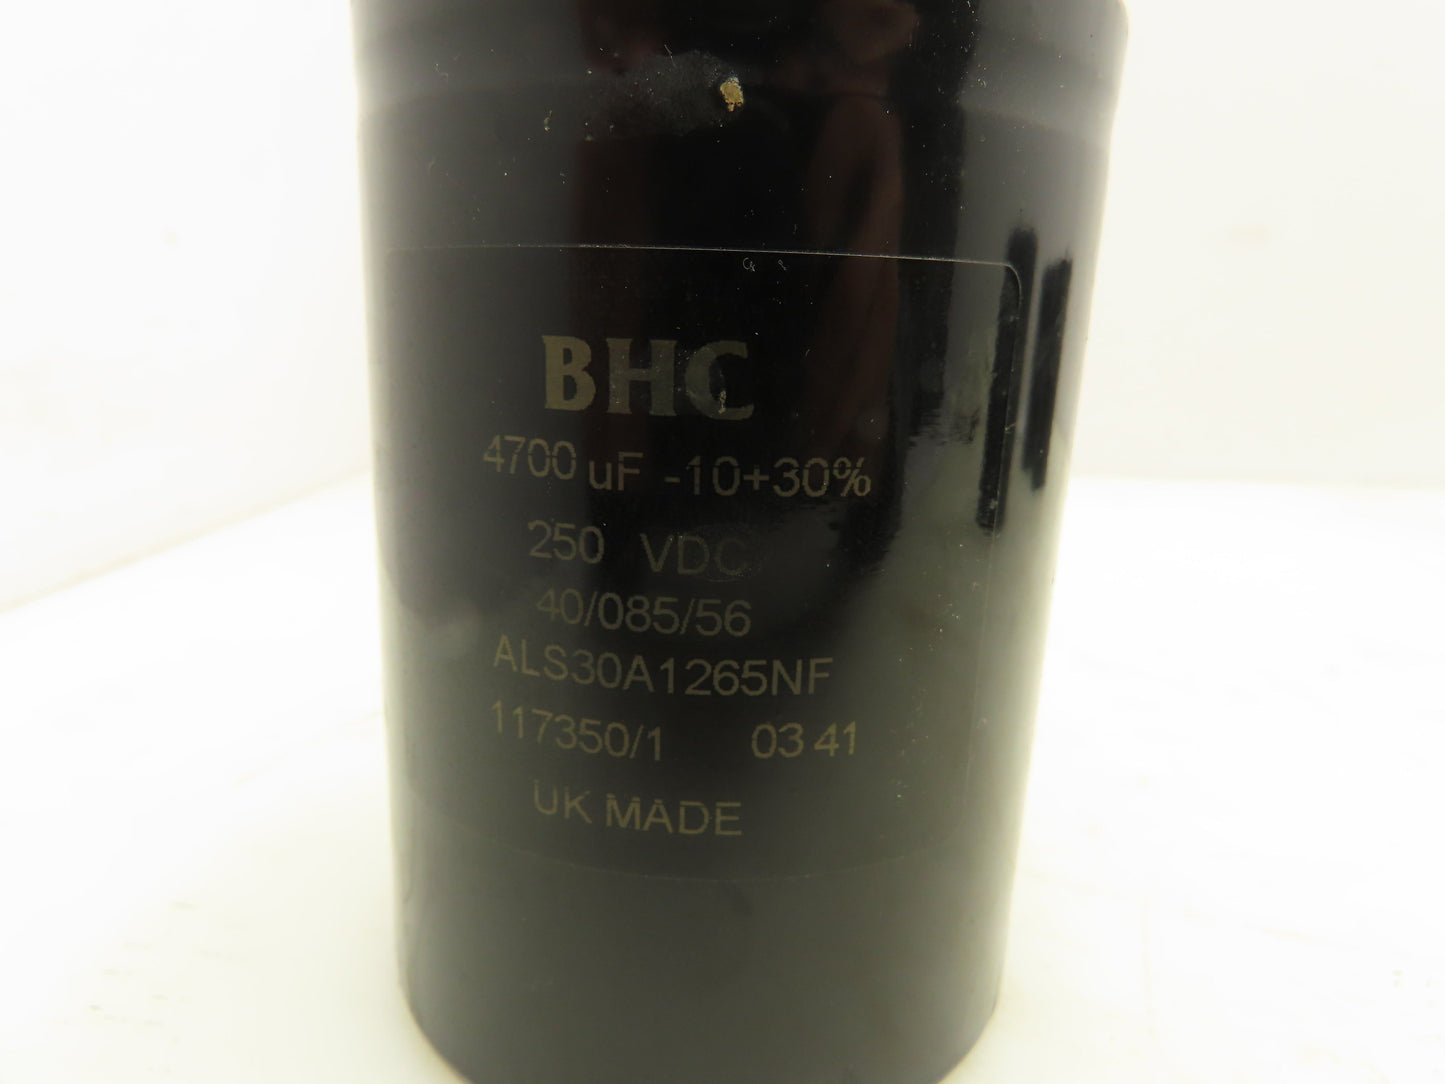 BHC
4700 uF -10+30%
250 VDC
40/085/56
ALS30A1265NF
117350/1 03 41
UK MADE